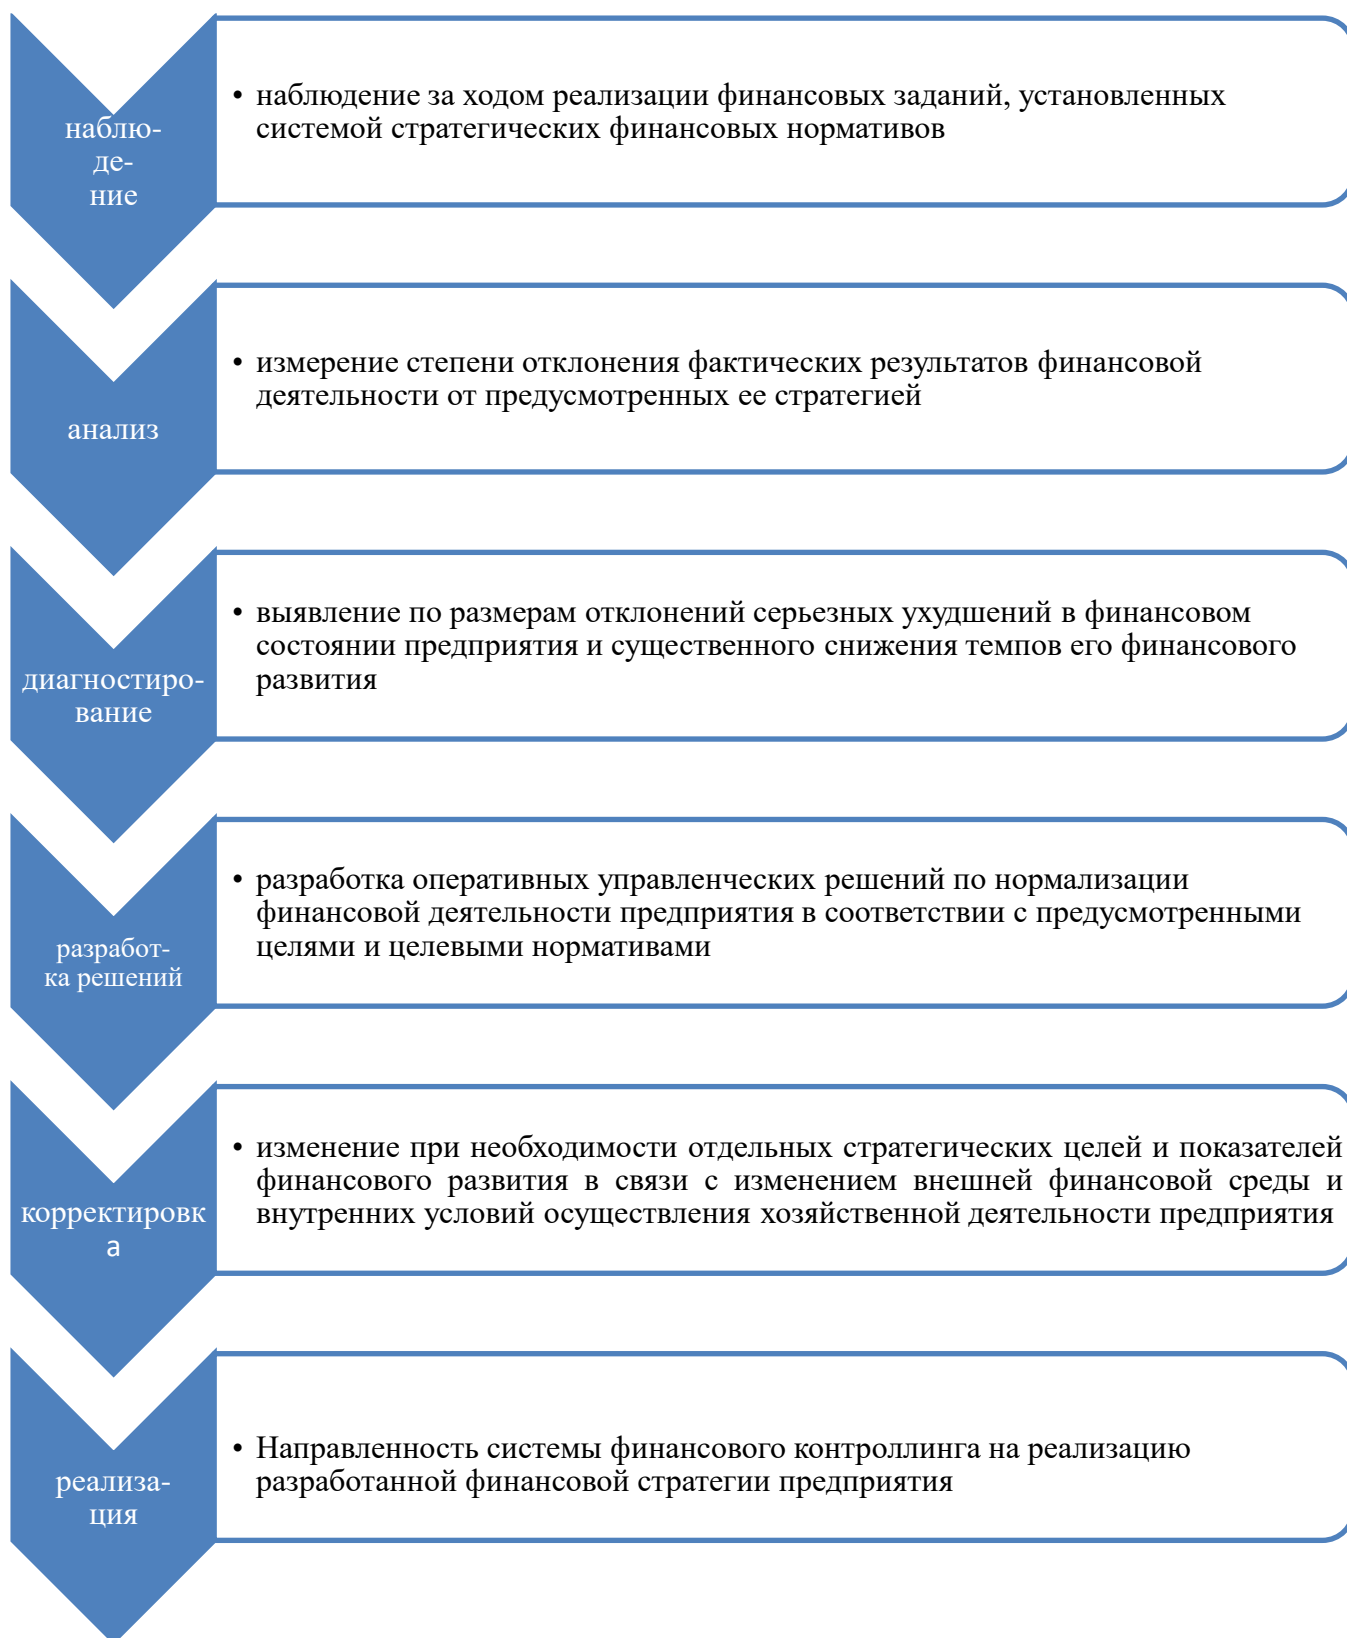 наблю-
де-
ние
• наблюдение за ходом реализации финансовых заданий, установленных
системой стратегических финансовых нормативов
анализ
• измерение степени отклонения фактических результатов финансовой
деятельности от предусмотренных ее стратегией
диагностиро-
вание
• выявление по размерам отклонений серьезных ухудшений в финансовом
состоянии предприятия и существенного снижения темпов его финансового
развития
разработ-
ка решений
• разработка оперативных управленческих решений по нормализации
финансовой деятельности предприятия в соответствии с предусмотренными
целями и целевыми нормативами
корректировк
а
• изменение при необходимости отдельных стратегических целей и показателей
финансового развития в связи с изменением внешней финансовой среды и
внутренних условий осуществления хозяйственной деятельности предприятия
реализа-
ция
• Направленность системы финансового контроллинга на реализацию
разработанной финансовой стратегии предприятия